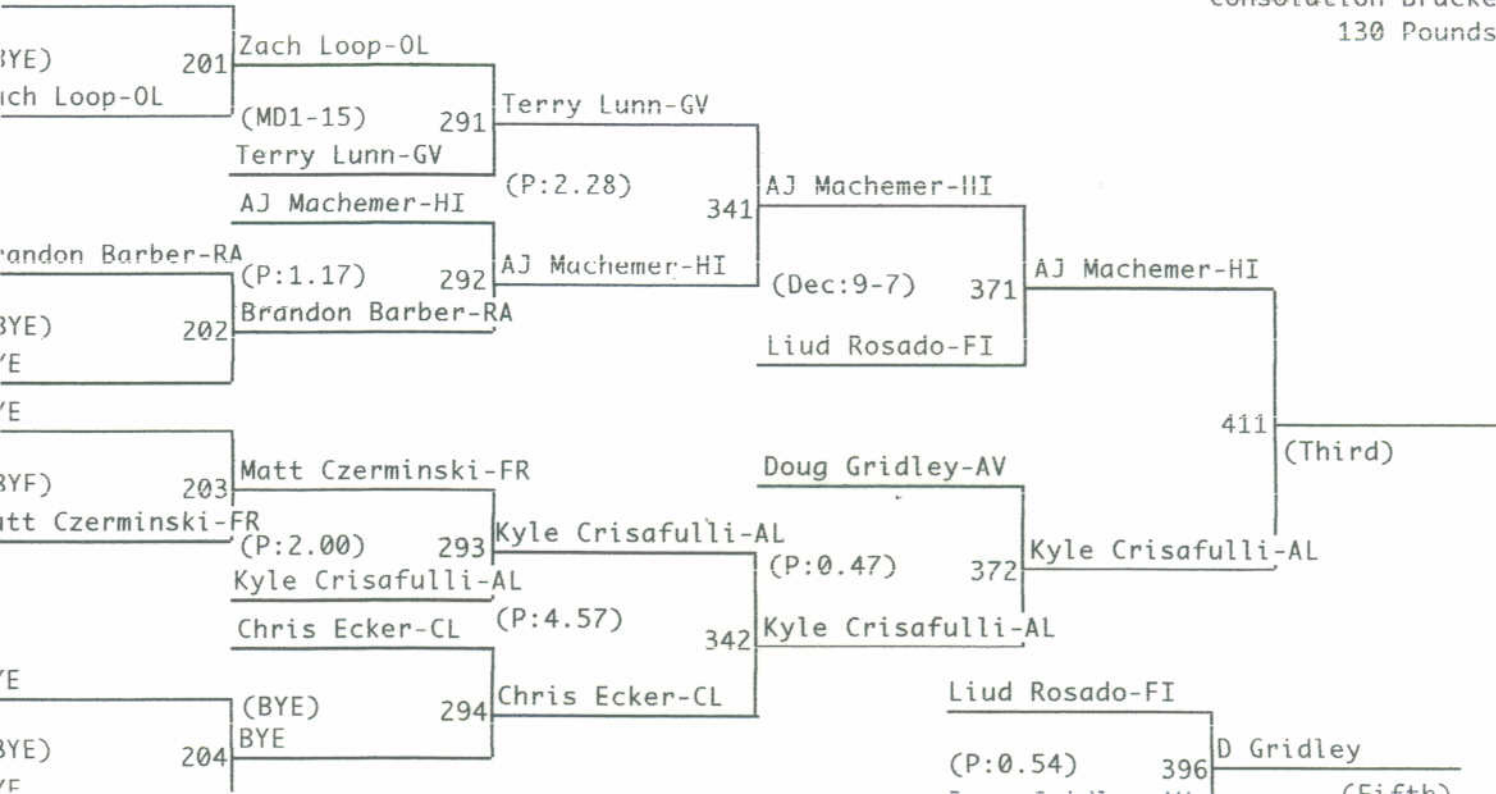 130 Pounds
Zach Loop-OL
201
(MD1-15)
291
Terry Lunn-GV
Terry Lunn-GV
(P:2.28)
AJ Machemer-HI
341
AJ Machemer-HI
(P:1.17)
292
AJ Machemer-HI
(Dec:9-7)
371
AJ Machemer-HI
202
Brandon Barber-RA
Liud Rosado-FI
411
(Third)
203
Matt Czerminski-FR
Doug Gridley-AV
(P:2.00)
293
Kyle Crisafulli-AL
(P:0.47)
372
Kyle Crisafulli-AL
Kyle Crisafulli-AL
(P:4.57)
Chris Ecker-CL
342
Kyle Crisafulli-AL
(BYE)
294
Chris Ecker-CL
Liud Rosado-FI
204
BYE
(P:0.54)
396
D Gridley